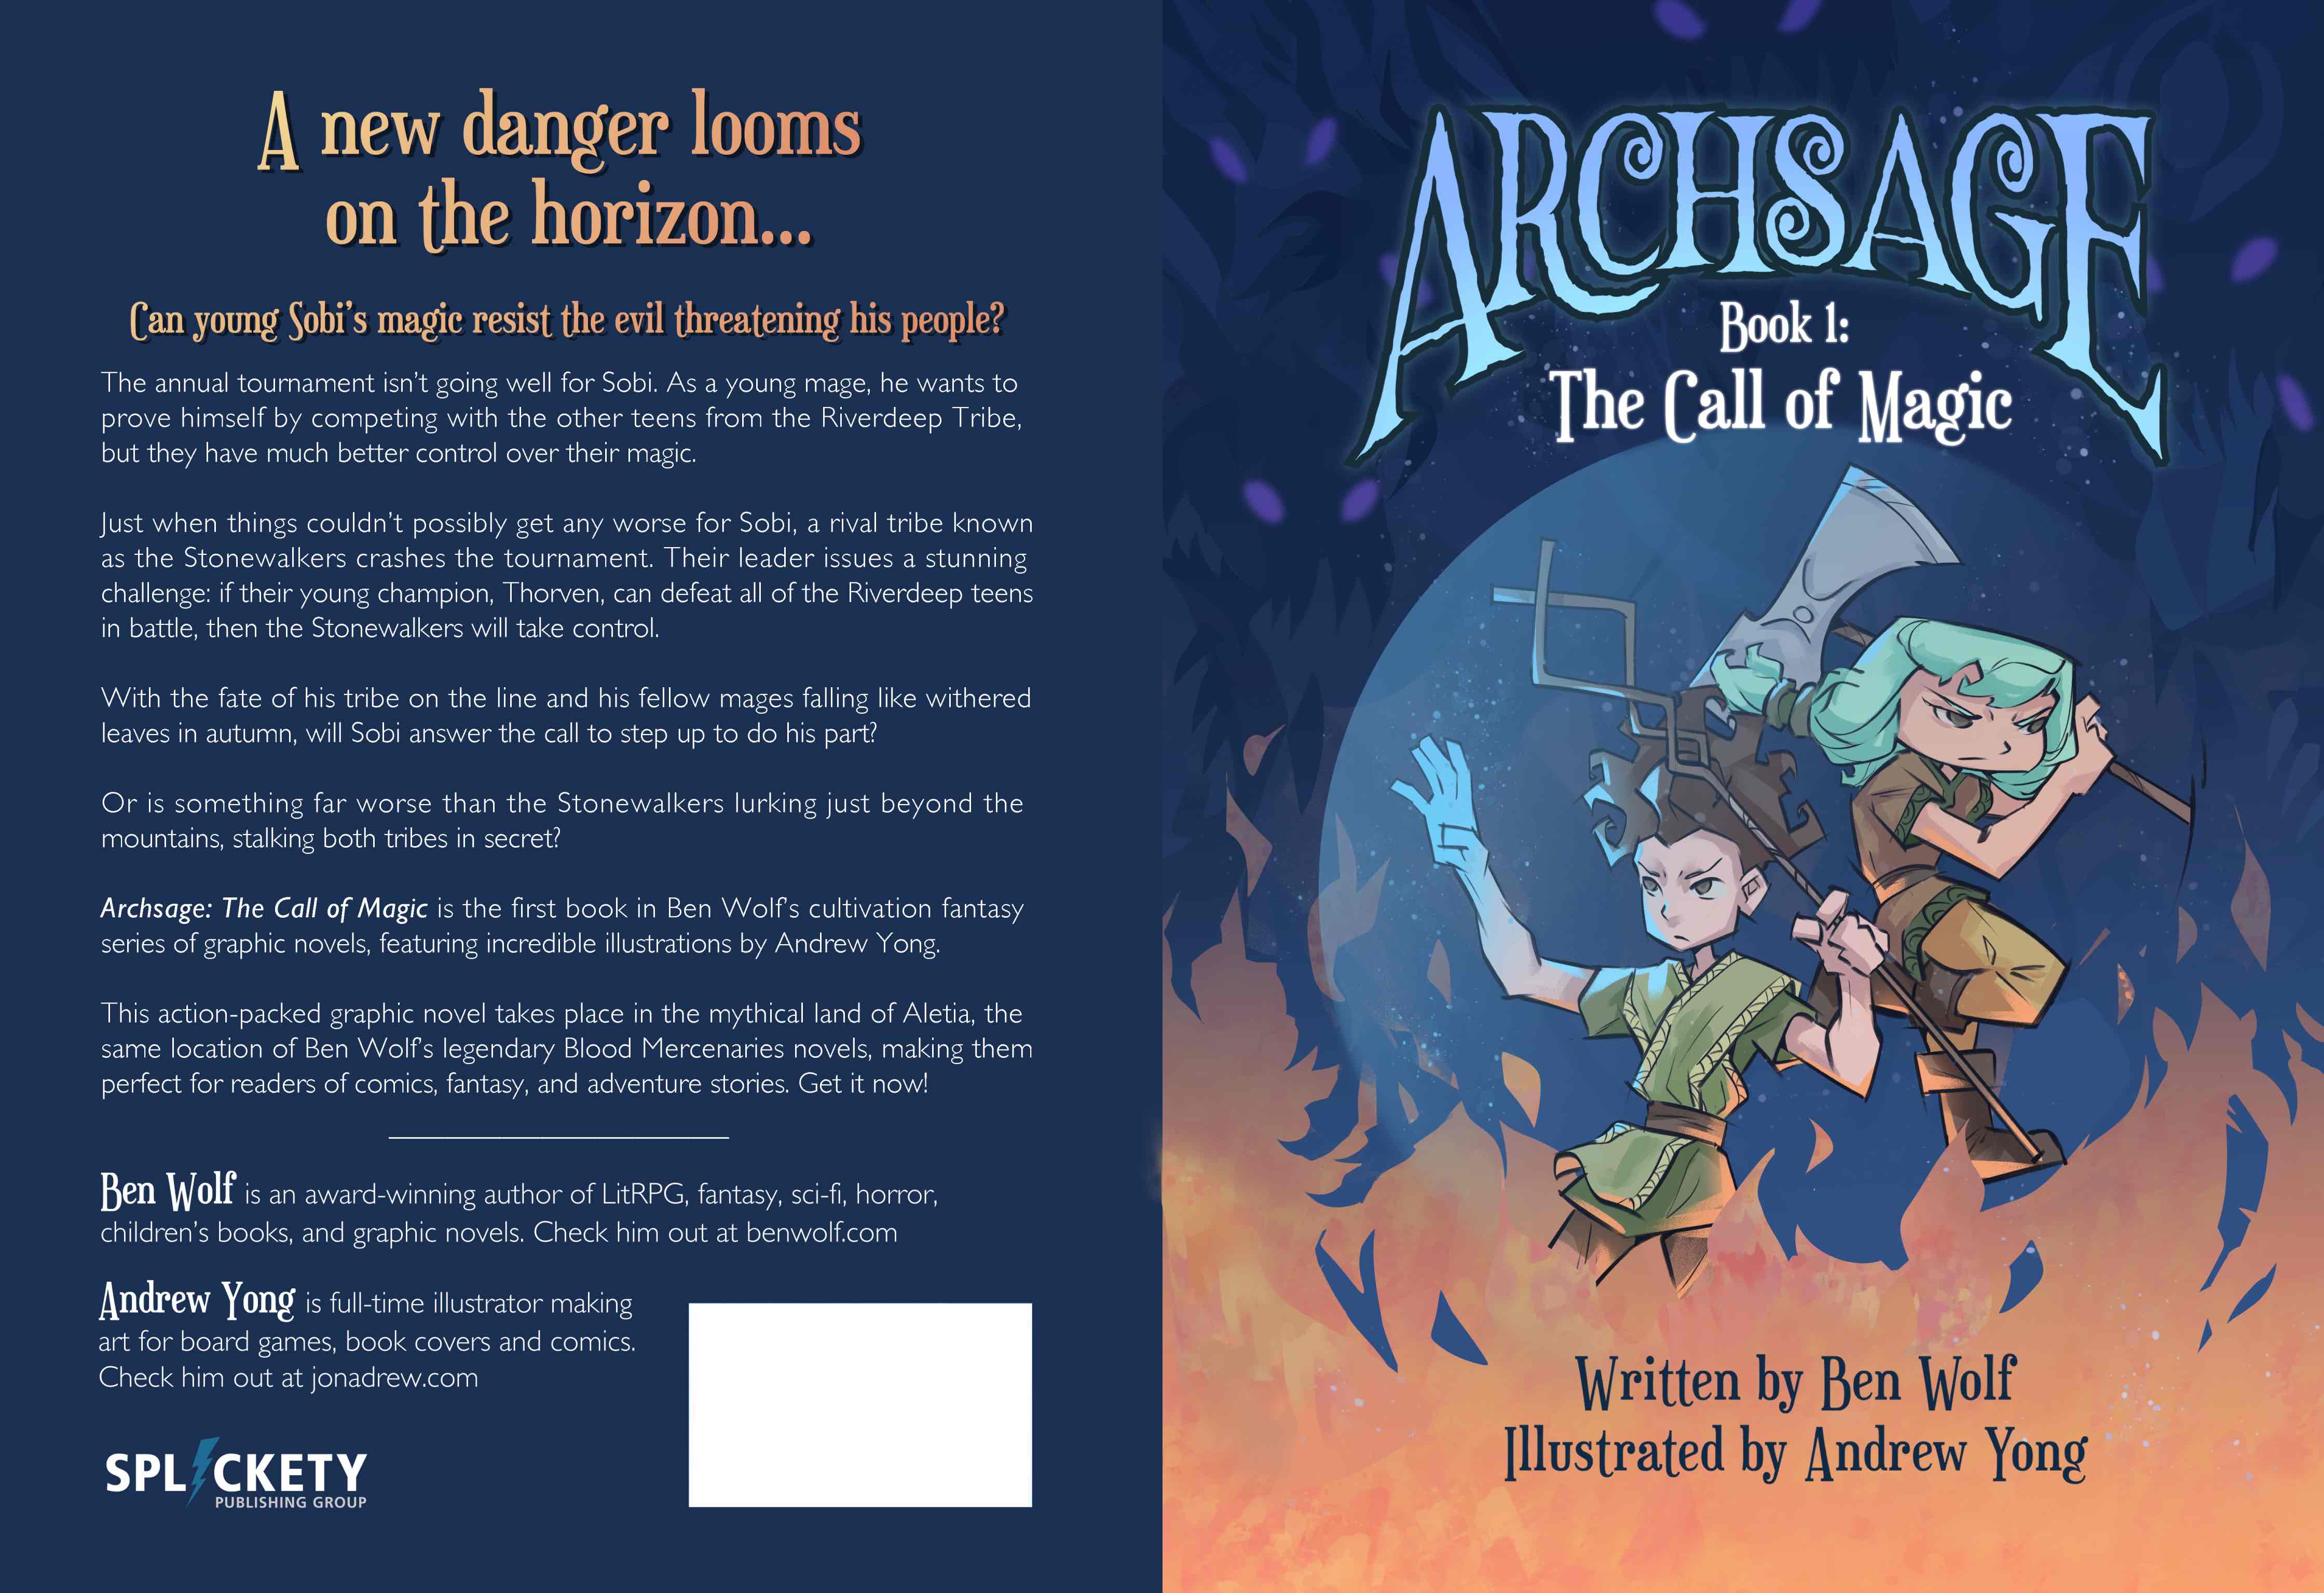 A new danger looms
on the horizon...
Can young Sobi's magic resist the evil threatening his people?
The annual tournament isn't going well for Sobi. As a young mage, he wants to
prove himself by competing with the other teens from the Riverdeep Tribe,
but they have much better control over their magic.
Just when things couldn't possibly get any worse for Sobi, a rival tribe known
as the Stonewalkers crashes the tournament. Their leader issues a stunning
challenge: if their young champion, Thorven, can defeat all of the Riverdeep teens
in battle, then the Stonewalkers will take control.
With the fate of his tribe on the line and his fellow mages falling like withered
leaves in autumn, will Sobi answer the call to step up to do his part?
Or is something far worse than the Stonewalkers lurking just beyond the
mountains, stalking both tribes in secret?
Archsage: The Call of Magic is the first book in Ben Wolf's cultivation fantasy
series of graphic novels, featuring incredible illustrations by Andrew Yong.
This action-packed graphic novel takes place in the mythical land of Aletia, the
same location of Ben Wolf's legendary Blood Mercenaries novels, making them
perfect for readers of comics, fantasy, and adventure stories. Get it now!
Ben Wolf is an award-winning author of LitRPG, fantasy, sci-fi, horror,
children's books, and graphic novels. Check him out at benwolf.com
Andrew Yong is full-time illustrator making
art for board games, book covers and comics.
Check him out at jonadrew.com
SPLICKETY
PUBLISHING GROUP
ARCHSAGE
Book 1:
The Call of Magic
Written by Ben Wolf
Illustrated by Andrew Yong